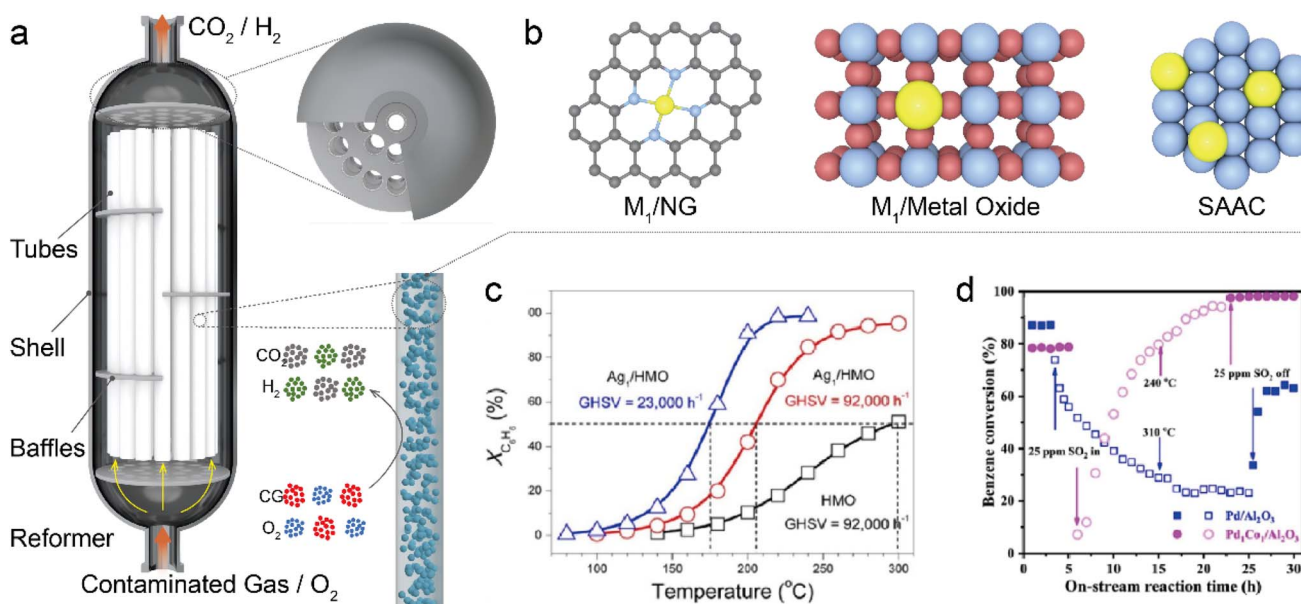 a
CO₂ / H₂
Tubes
Shell
Baffles
Reformer
Contaminated Gas / O₂
CO₂
H₂
CG
O₂
b
M₁/NG
M₁/Metal Oxide
SAAC
c
X C₆H₆ (%)
00
80
60
40
20
0
Ag₁/HMO
GHSV = 23,000 h⁻¹
Ag₁/HMO
GHSV = 92,000 h⁻¹
HMO
GHSV = 92,000 h⁻¹
100
150
200
250
300
Temperature (°C)
d
Benzene conversion (%)
100
80
60
40
20
0
25 ppm SO₂ in
240 °C
310 °C
25 ppm SO₂ off
Pd/Al₂O₃
Pd₁Co₁/Al₂O₃
0
5
10
15
20
25
30
On-stream reaction time (h)